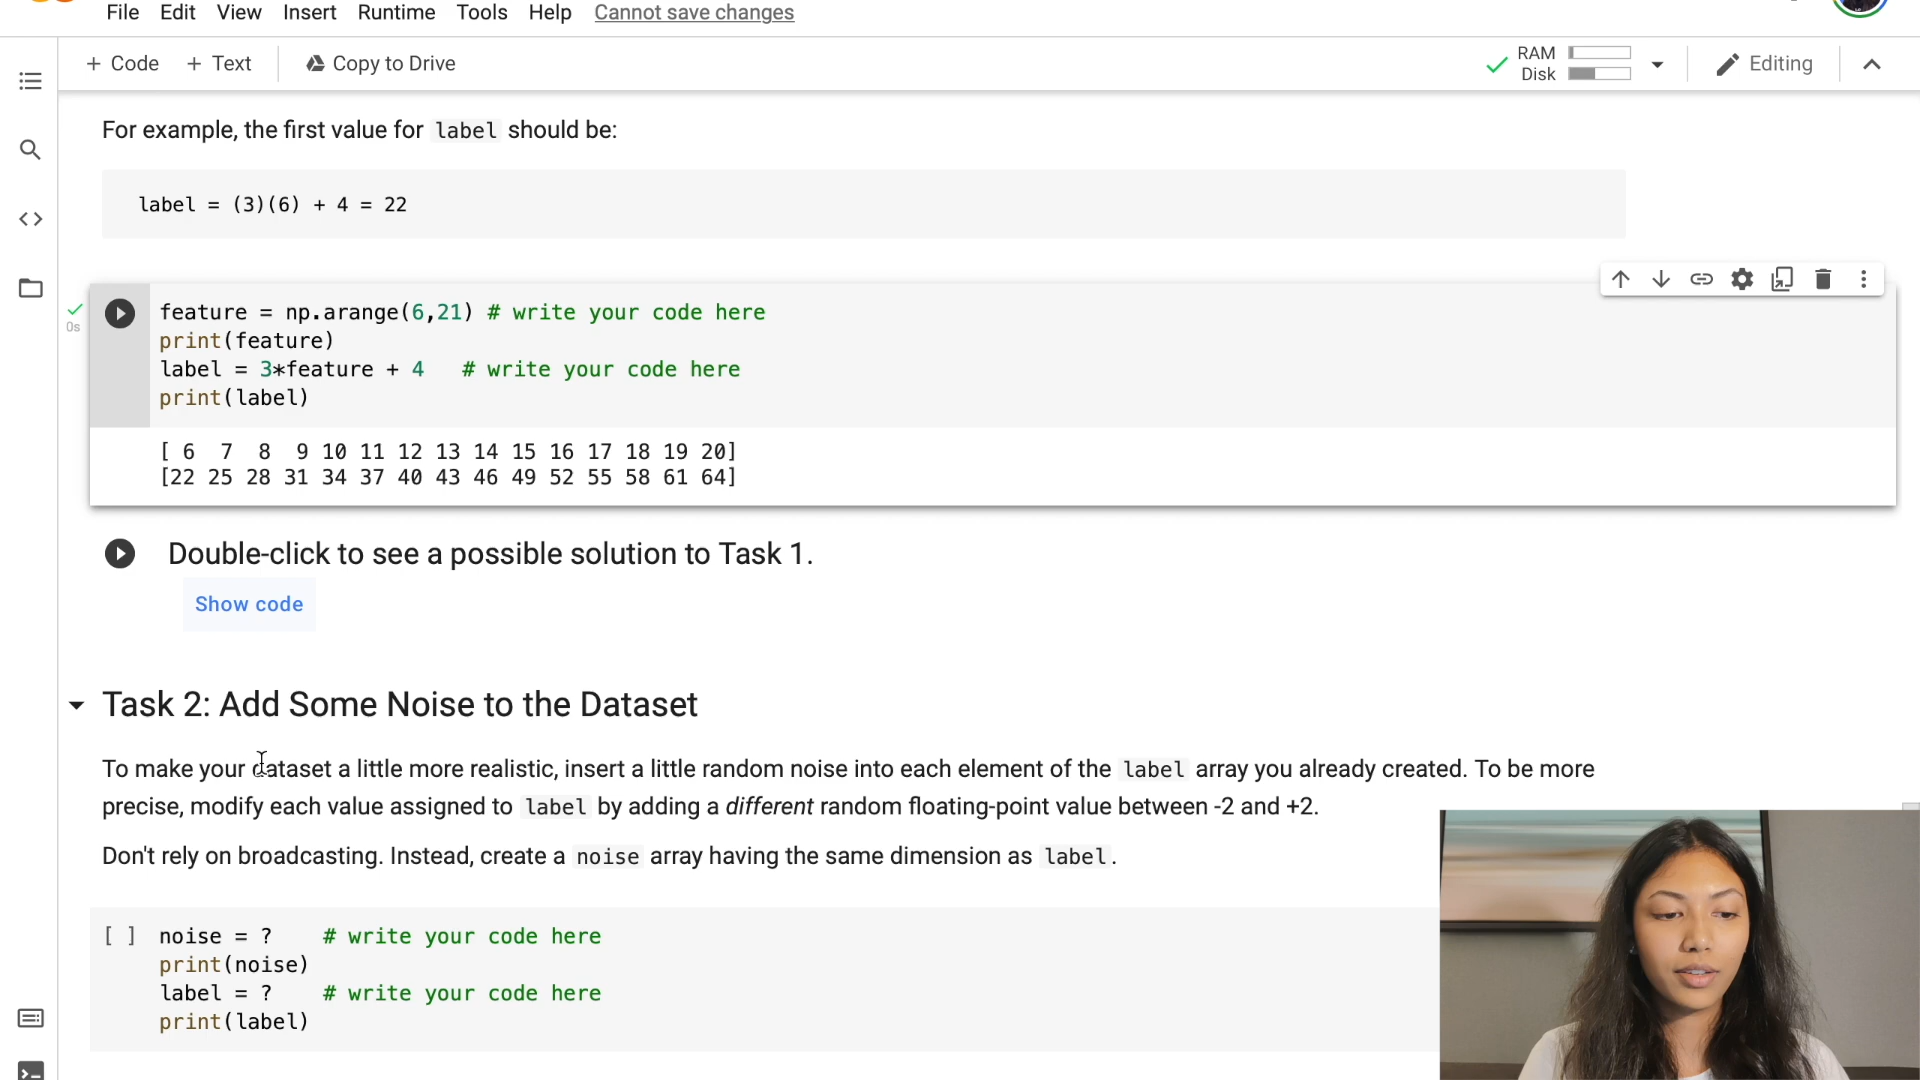 File Edit View Insert Runtime Tools Help Cannot save changes
+ Code + Text Copy to Drive
RAM
Disk
Editing
For example, the first value for label should be:
label = (3)(6) + 4 = 22
feature = np.arange(6,21) # write your code here
0s
print(feature)
label = 3*feature + 4 # write your code here
print(label)
[ 6 7 8 9 10 11 12 13 14 15 16 17 18 19 20]
[22 25 28 31 34 37 40 43 46 49 52 55 58 61 64]
Double-click to see a possible solution to Task 1.
Show code
Task 2: Add Some Noise to the Dataset
To make your dataset a little more realistic, insert a little random noise into each element of the label array you already created. To be more
precise, modify each value assigned to label by adding a different random floating-point value between -2 and +2.
Don't rely on broadcasting. Instead, create a noise array having the same dimension as label.
[ ] noise = ? # write your code here
print(noise)
label = ? # write your code here
print(label)